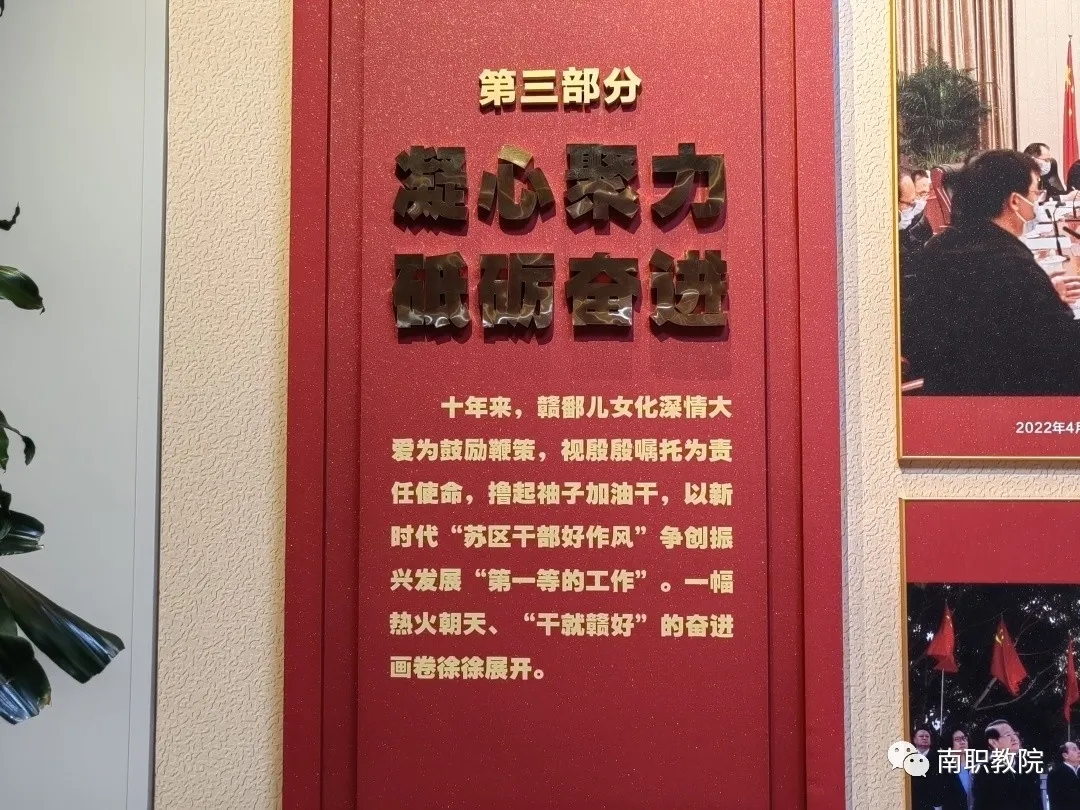 第三部分
凝心聚力
砥砺奋进
十年来，赣鄱儿女化深情大
爱为鼓励鞭策，视殷殷嘱托为责
任使命，撸起袖子加油干，以新
时代“苏区干部好作风”争创振
兴发展“第一等的工作”。一幅
热火朝天、“干就赣好”的奋进
画卷徐徐展开。
2022年4月
南职教院